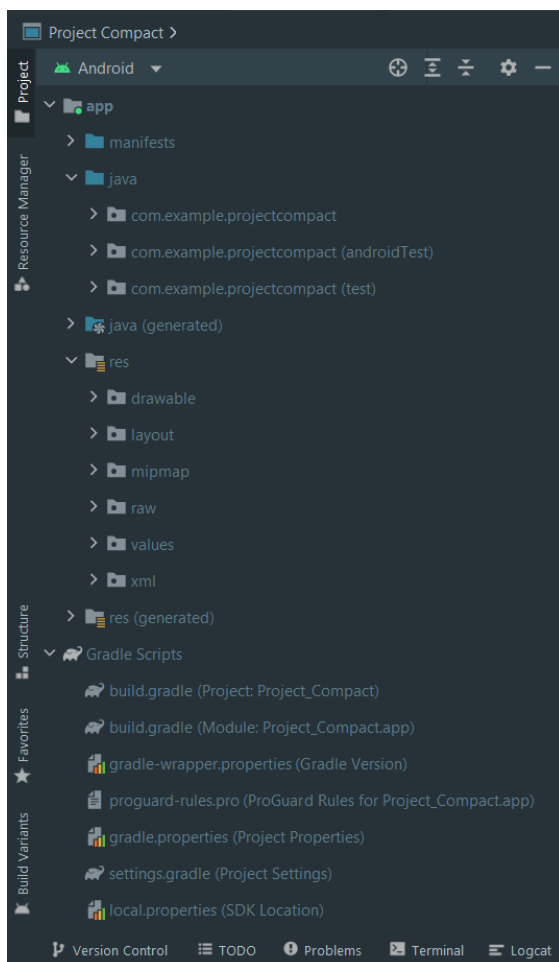 Project Compact
Android
app
manifests
java
com.example.projectcompact
com.example.projectcompact (androidTest)
com.example.projectcompact (test)
java (generated)
res
drawable
layout
mipmap
raw
values
xml
res (generated)
Gradle Scripts
build.gradle (Project: Project_Compact)
build.gradle (Module: Project_Compact.app)
gradle-wrapper.properties (Gradle Version)
proguard-rules.pro (ProGuard Rules for Project_Compact.app)
gradle.properties (Project Properties)
settings.gradle (Project Settings)
local.properties (SDK Location)
Project
Resource Manager
Structure
Favorites
Build Variants
Version Control TODO Problems Terminal Logcat